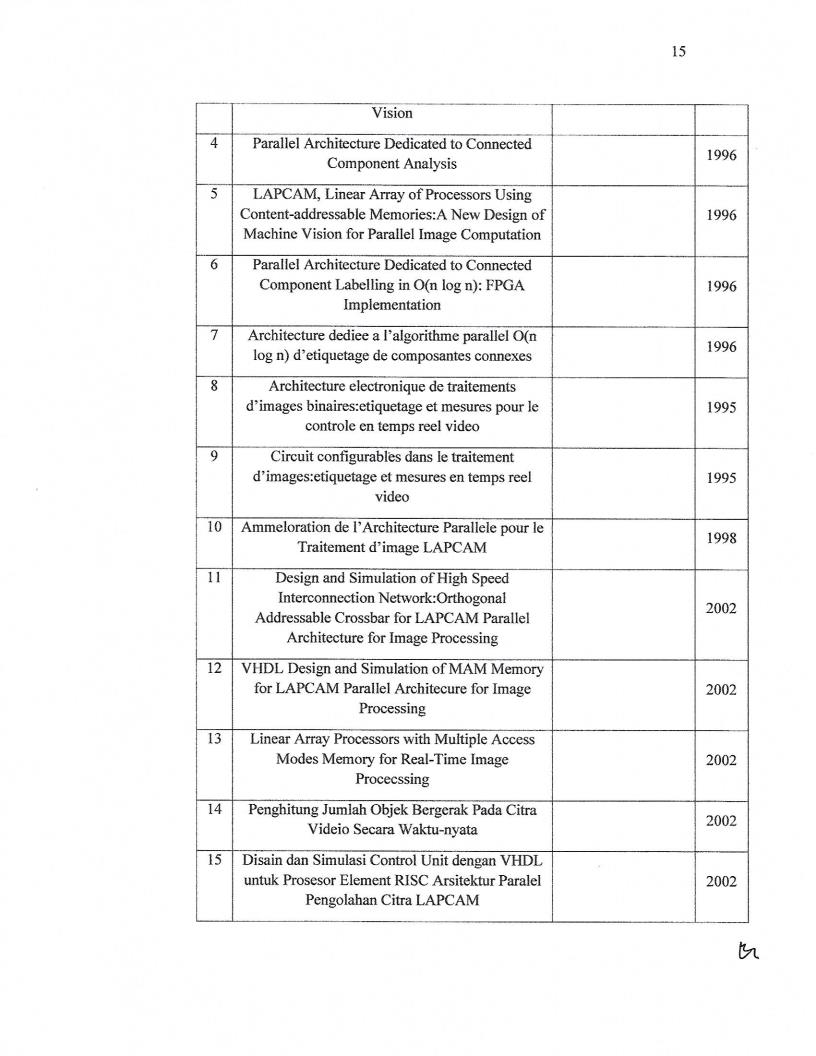 15
Vision
4 Parallel Architecture Dedicated to Connected
Component Analysis
1996
5 LAPCAM, Linear Array of Processors Using
Content-addressable Memories:A New Design of
Machine Vision for Parallel Image Computation
1996
6 Parallel Architecture Dedicated to Connected
Component Labelling in O(n log n): FPGA
Implementation
1996
7 Architecture dediee a l'algorithme parallel O(n
log n) d'etiquetage de composantes connexes
1996
8 Architecture electronique de traitements
d'images binaires:etiquetage et mesures pour le
controle en temps reel video
1995
9 Circuit configurables dans le traitement
d'images:etiquetage et mesures en temps reel
video
1995
10 Ammeloration de l'Architecture Parallele pour le
Traitement d'image LAPCAM
1998
11 Design and Simulation of High Speed
Interconnection Network:Orthogonal
Addressable Crossbar for LAPCAM Parallel
Architecture for Image Processing
2002
12 VHDL Design and Simulation of MAM Memory
for LAPCAM Parallel Architecure for Image
Processing
2002
13 Linear Array Processors with Multiple Access
Modes Memory for Real-Time Image
Procecssing
2002
14 Penghitung Jumlah Objek Bergerak Pada Citra
Videio Secara Waktu-nyata
2002
15 Disain dan Simulasi Control Unit dengan VHDL
untuk Prosesor Element RISC Arsitektur Paralel
Pengolahan Citra LAPCAM
2002